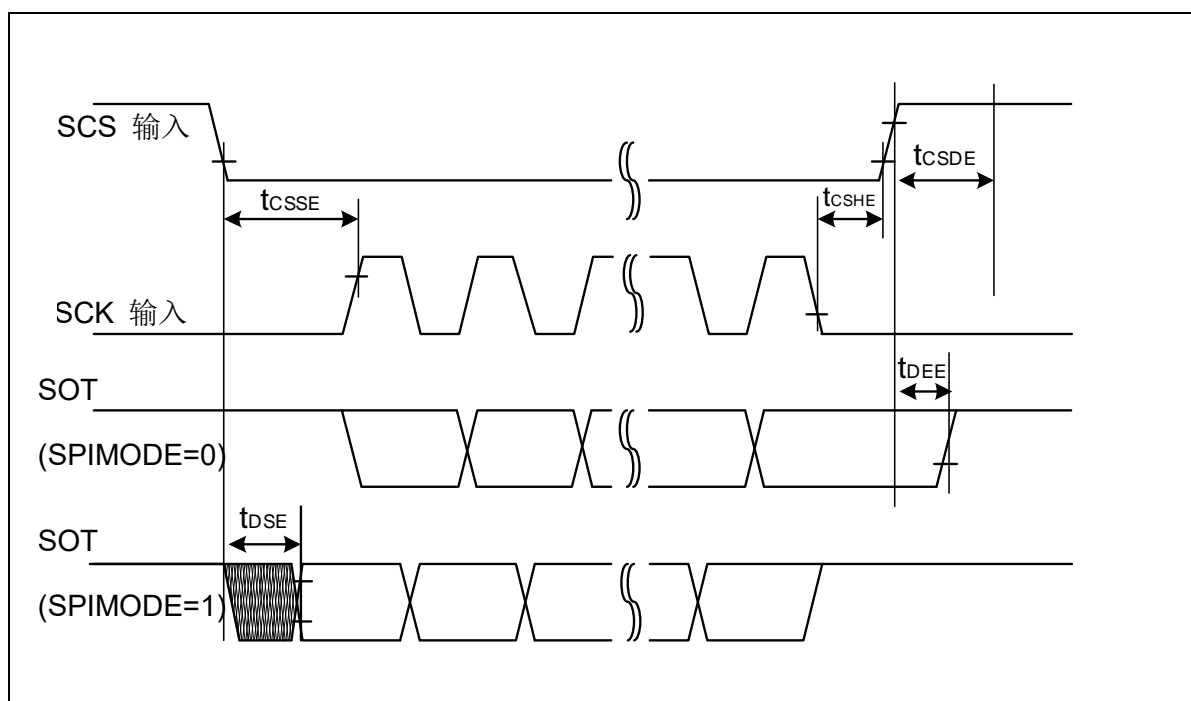 SCS 输入
tCSDE
tCSSE
tCSHE
SCK 输入
tDEE
SOT
(SPIMODE=0)
tDSE
SOT
(SPIMODE=1)